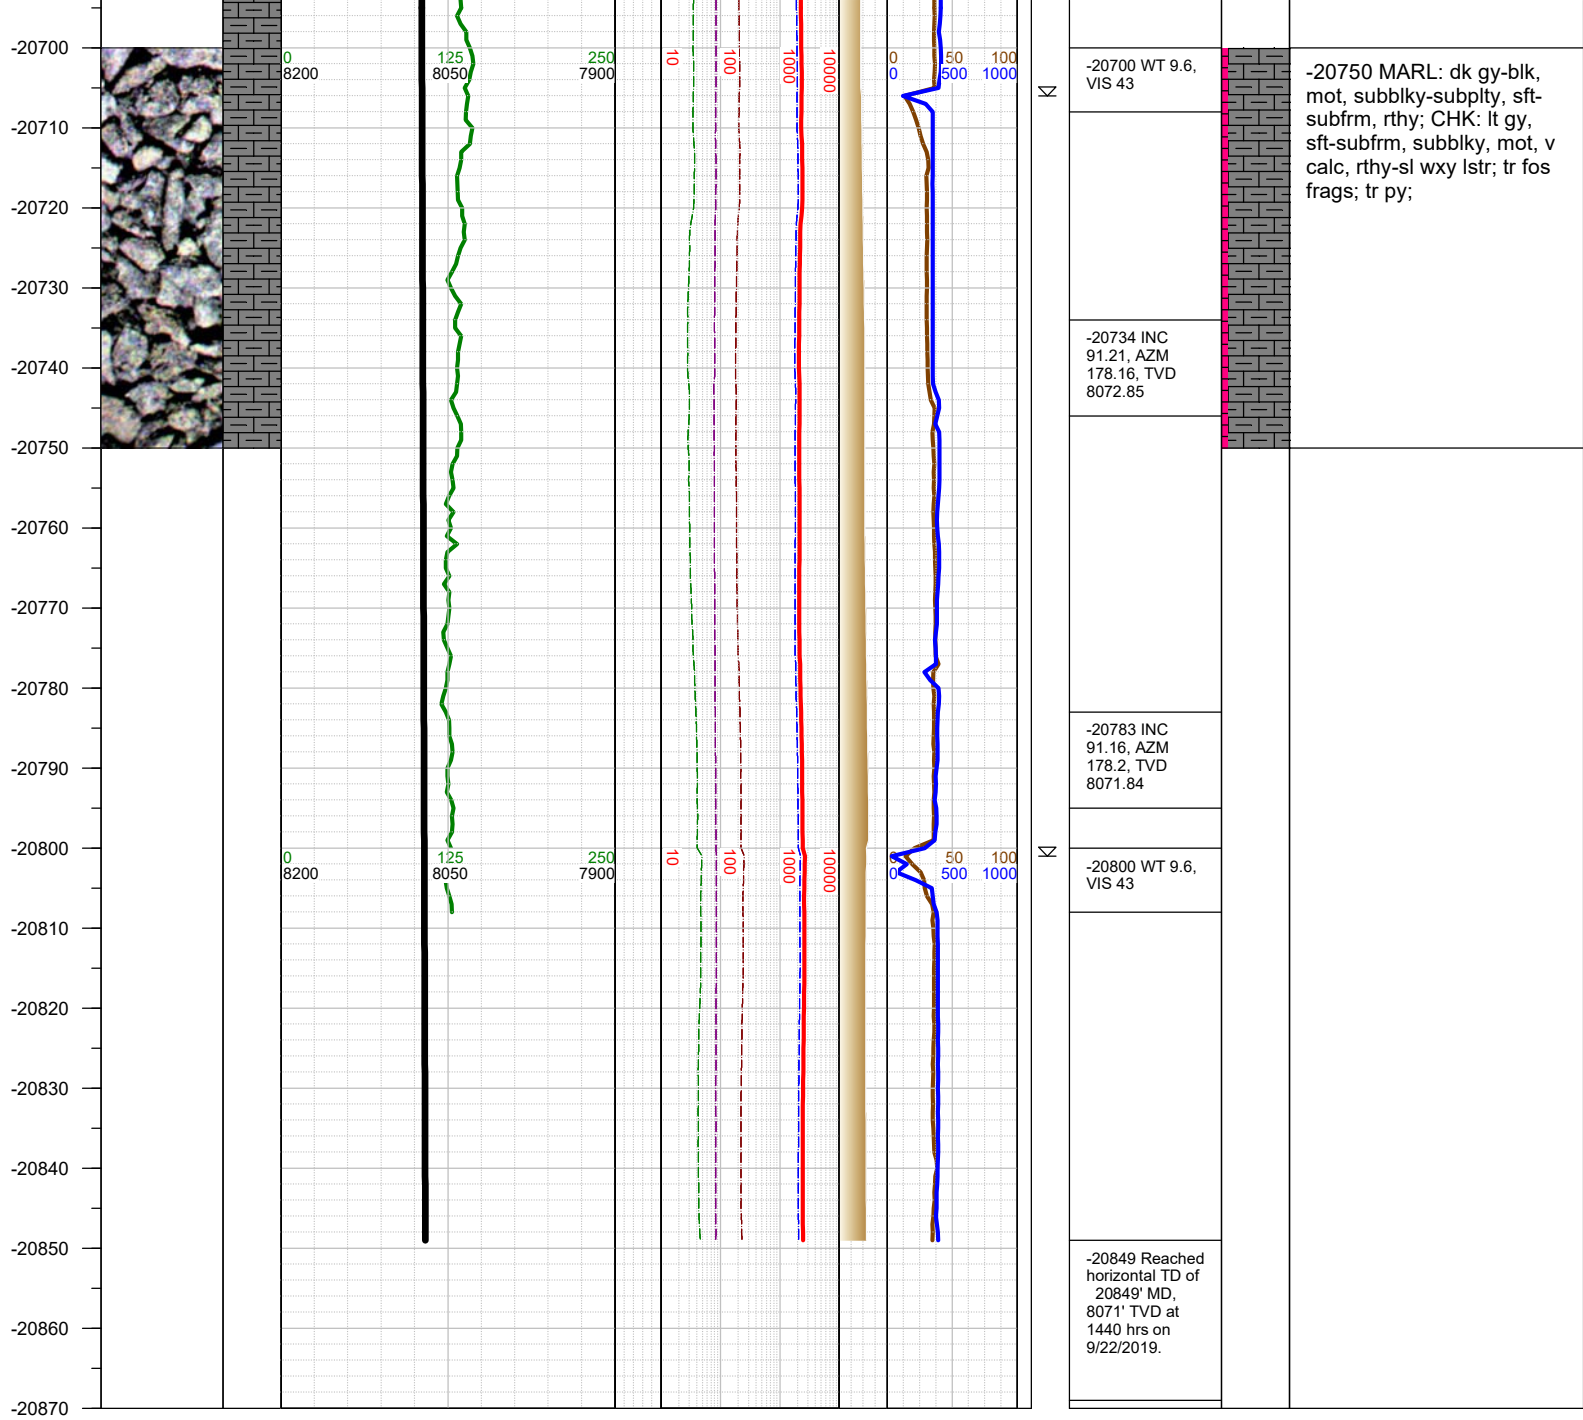 -20700
-20710
-20720
-20730
-20740
-20750
-20760
-20770
-20780
-20790
-20800
-20810
-20820
-20830
-20840
-20850
-20860
-20870
0 125 250
8200 8050 7900
10 100 1000 10000
0 50 100
0 500 1000
0 125 250
8200 8050 7900
10 100 1000 10000
0 50 100
0 500 1000
-20700 WT 9.6,
VIS 43
-20734 INC
91.21, AZM
178.16, TVD
8072.85
-20783 INC
91.16, AZM
178.2, TVD
8071.84
-20800 WT 9.6,
VIS 43
-20849 Reached
horizontal TD of
20849' MD,
8071' TVD at
1440 hrs on
9/22/2019.
-20750 MARL: dk gy-blk,
mot, subblky-subplty, sft-
subfrm, rthy; CHK: lt gy,
sft-subfrm, subblky, mot, v
calc, rthy-sl wxy lstr; tr fos
frags; tr py;